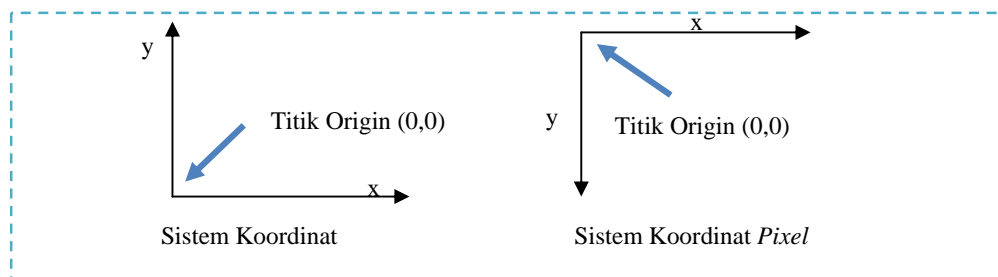 y
Titik Origin (0,0)
x
Sistem Koordinat
x
y
Titik Origin (0,0)
Sistem Koordinat Pixel